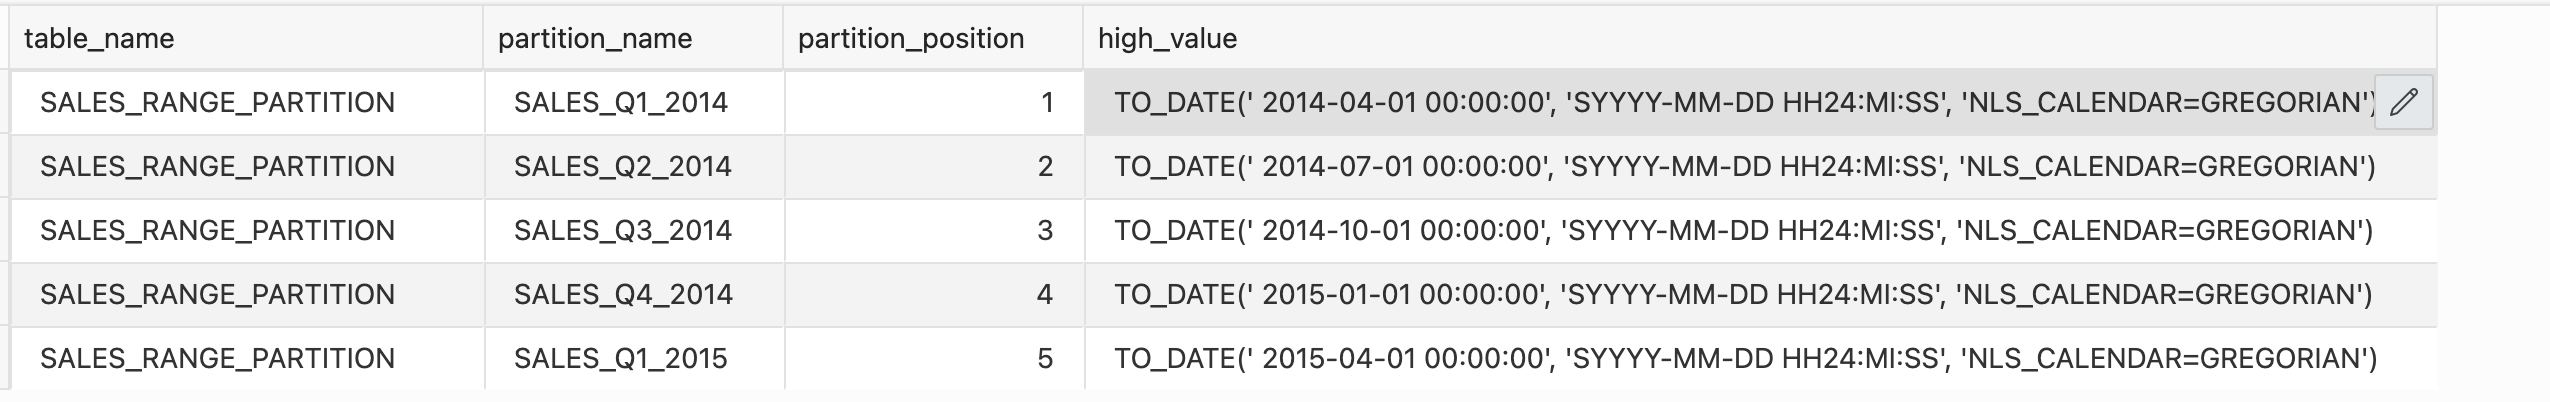 table_name partition_name partition_position high_value
SALES_RANGE_PARTITION SALES_Q1_2014 1 TO_DATE(' 2014-04-01 00:00:00', 'SYYYY-MM-DD HH24:MI:SS', 'NLS_CALENDAR=GREGORIAN')
SALES_RANGE_PARTITION SALES_Q2_2014 2 TO_DATE(' 2014-07-01 00:00:00', 'SYYYY-MM-DD HH24:MI:SS', 'NLS_CALENDAR=GREGORIAN')
SALES_RANGE_PARTITION SALES_Q3_2014 3 TO_DATE(' 2014-10-01 00:00:00', 'SYYYY-MM-DD HH24:MI:SS', 'NLS_CALENDAR=GREGORIAN')
SALES_RANGE_PARTITION SALES_Q4_2014 4 TO_DATE(' 2015-01-01 00:00:00', 'SYYYY-MM-DD HH24:MI:SS', 'NLS_CALENDAR=GREGORIAN')
SALES_RANGE_PARTITION SALES_Q1_2015 5 TO_DATE(' 2015-04-01 00:00:00', 'SYYYY-MM-DD HH24:MI:SS', 'NLS_CALENDAR=GREGORIAN')